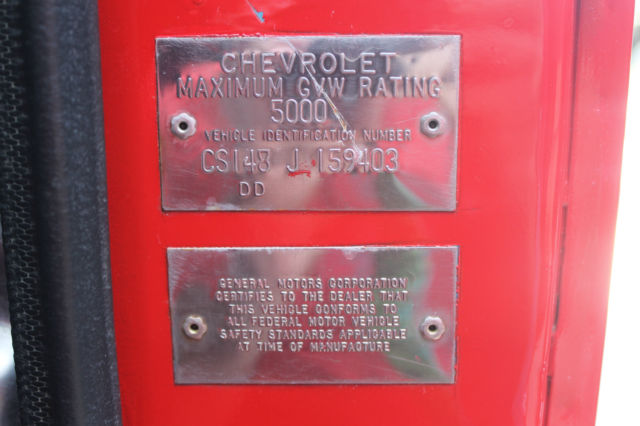 CHEVROLET
MAXIMUM GVW RATING
5000
VEHICLE IDENTIFICATION NUMBER
CS148 J 159403
DD
GENERAL MOTORS CORPORATION
CERTIFIES TO THE DEALER THAT
THIS VEHICLE CONFORMS TO
ALL FEDERAL MOTOR VEHICLE
SAFETY STANDARDS APPLICABLE
AT TIME OF MANUFACTURE